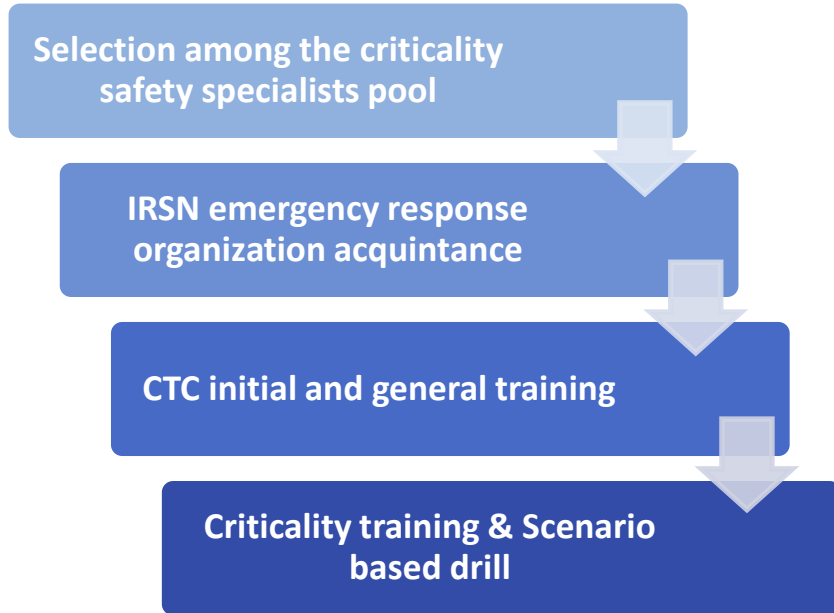 Selection among the criticality
safety specialists pool
IRSN emergency response
organization acquintance
CTC initial and general training
Criticality training & Scenario
based drill